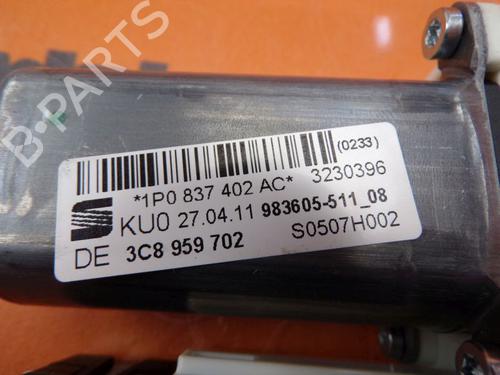 B-PARTS
(0233)
*1P0 837 402 AC* 3230396
KU0 27.04.11 983605-511_08
DE 3C8 959 702 S0507H002